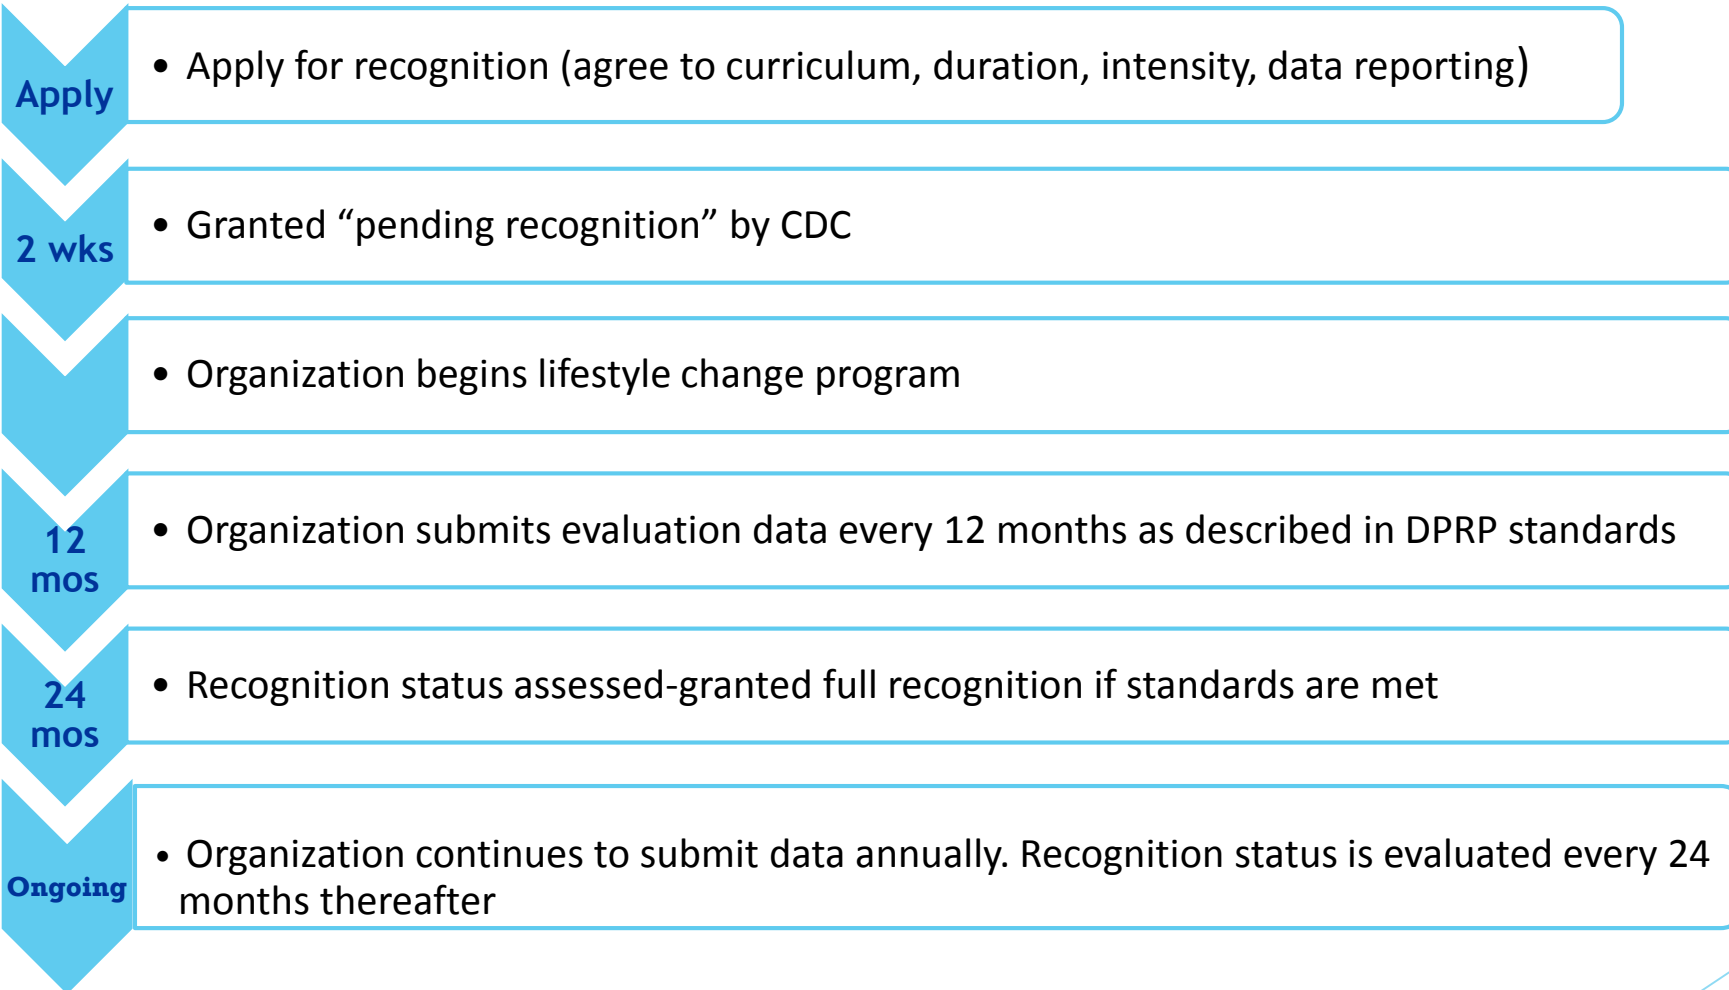 Apply
• Apply for recognition (agree to curriculum, duration, intensity, data reporting)
2 wks
• Granted “pending recognition” by CDC
• Organization begins lifestyle change program
12
mos
• Organization submits evaluation data every 12 months as described in DPRP standards
24
mos
• Recognition status assessed-granted full recognition if standards are met
Ongoing
• Organization continues to submit data annually. Recognition status is evaluated every 24
months thereafter